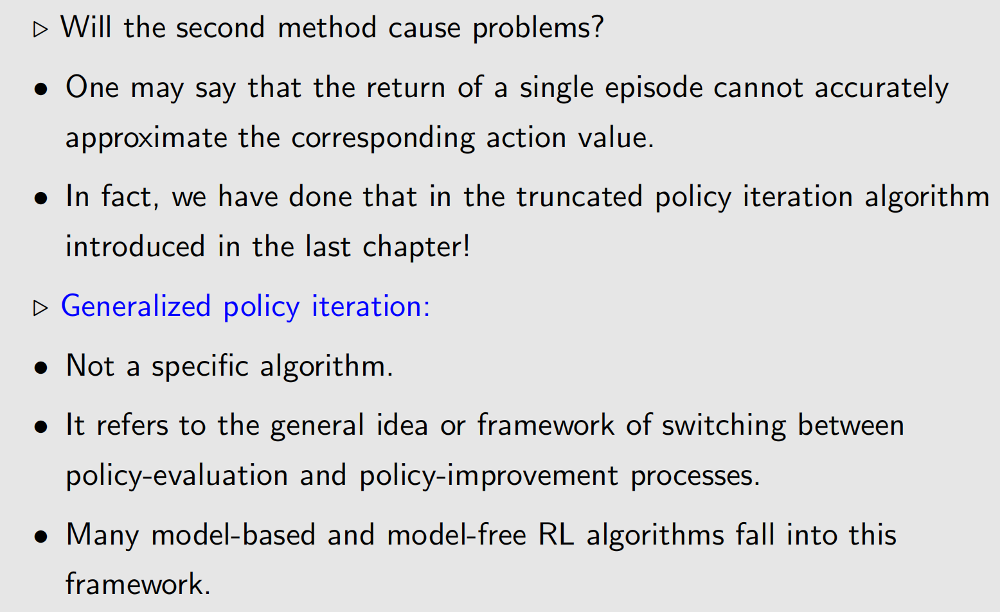 ▷ Will the second method cause problems?
● One may say that the return of a single episode cannot accurately
approximate the corresponding action value.
● In fact, we have done that in the truncated policy iteration algorithm
introduced in the last chapter!
▷ Generalized policy iteration:
● Not a specific algorithm.
● It refers to the general idea or framework of switching between
policy-evaluation and policy-improvement processes.
● Many model-based and model-free RL algorithms fall into this
framework.